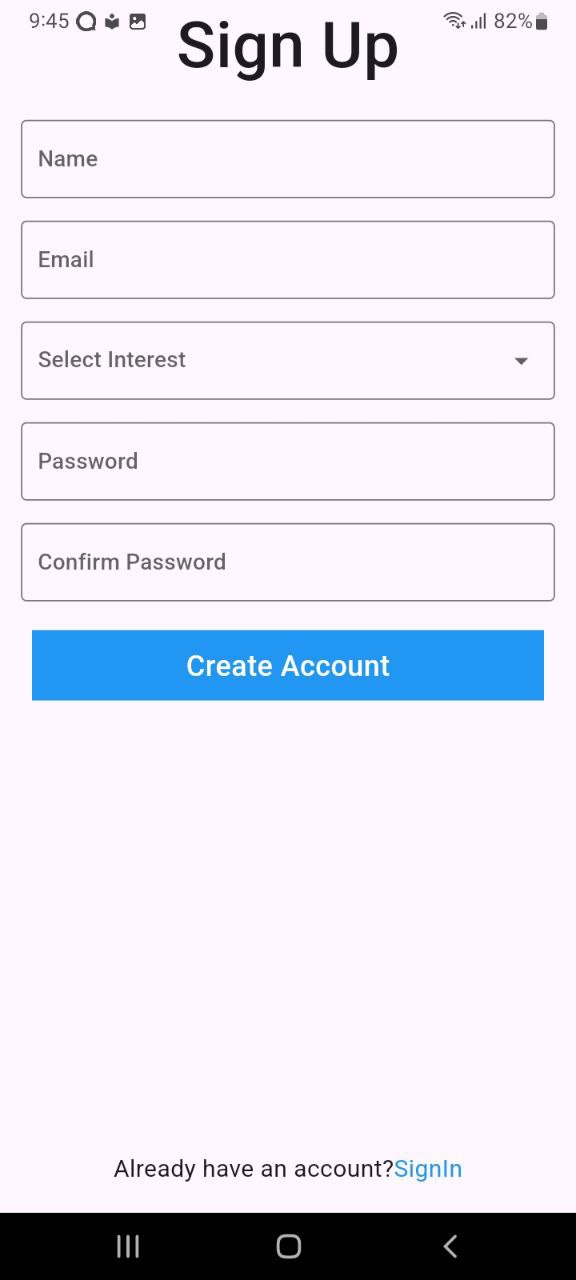 9:45 82%
Sign Up
Name
Email
Select Interest
Password
Confirm Password
Create Account
Already have an account?SignIn